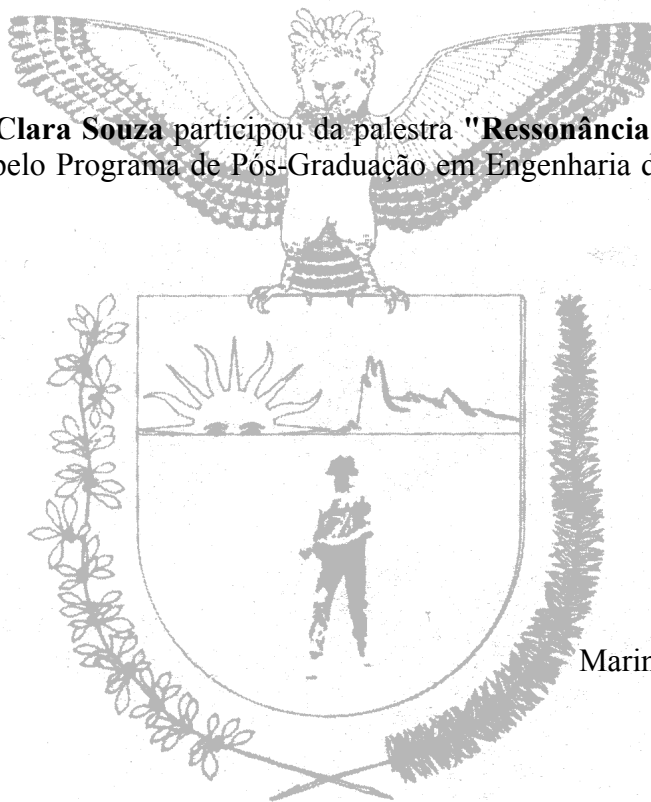 Clara Souza participou da palestra "Ressonância
pelo Programa de Pós-Graduação em Engenharia d
Marin